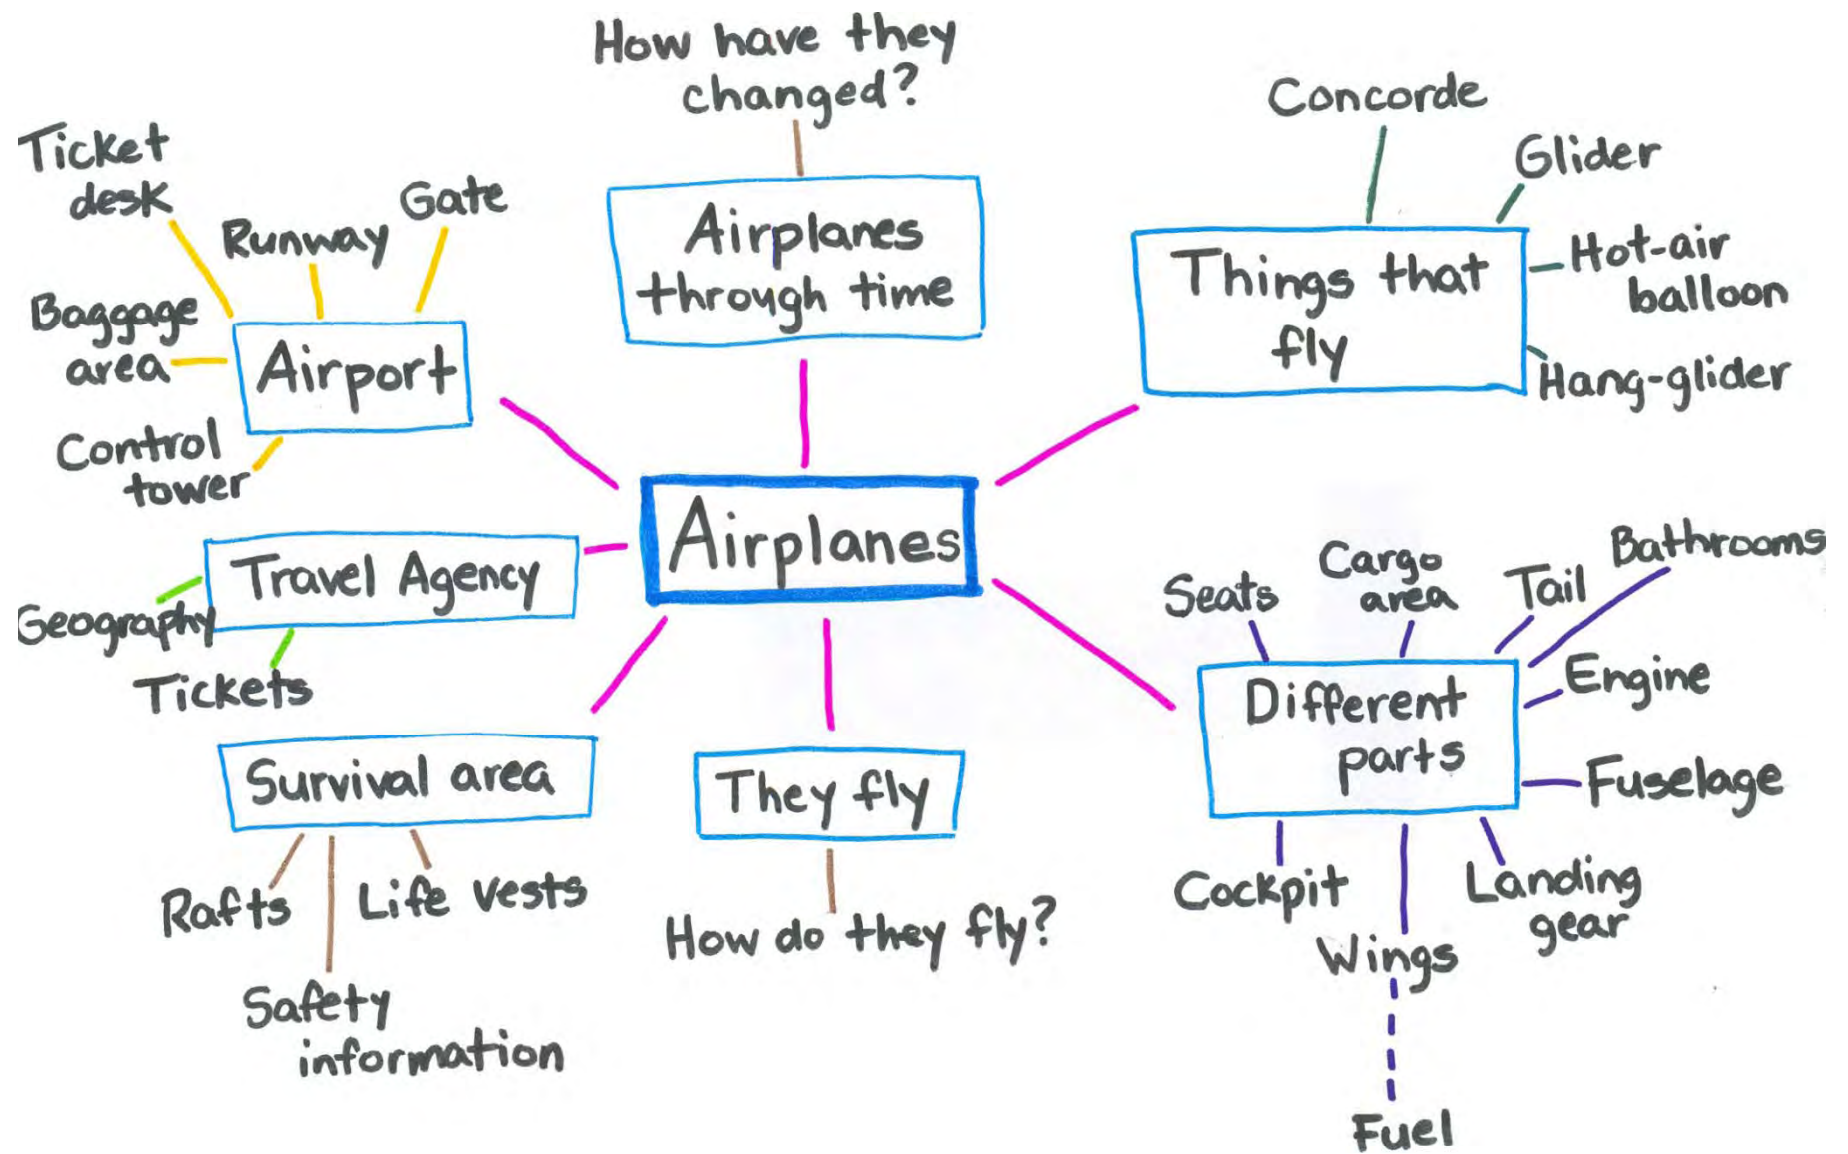 How have they
changed?
Airplanes
through time
Ticket
desk
Runway
Gate
Baggage
area
Airport
Control
tower
Concorde
Glider
Hot-air
balloon
Things that
fly
Hang-glider
Airplanes
Travel Agency
Geography
Tickets
Survival area
Rafts
Life vests
Safety
information
They fly
How do they fly?
Seats
Cargo
area
Tail
Bathrooms
Different
parts
Engine
Fuselage
Cockpit
Wings
Landing
gear
Fuel